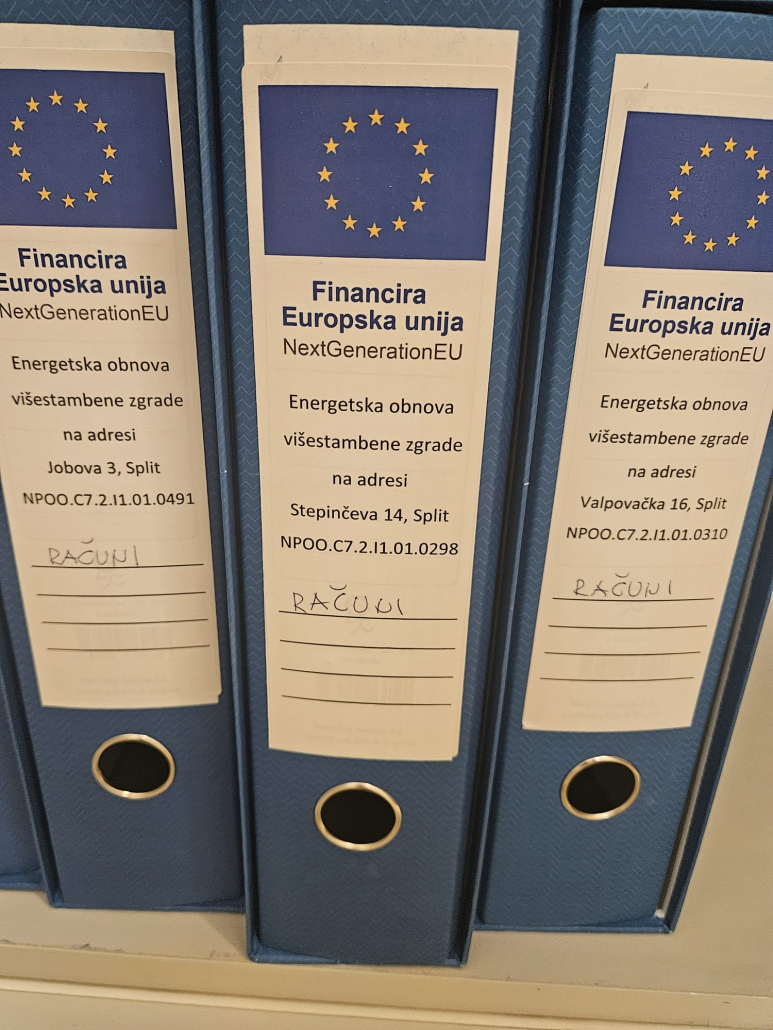 Financira
Europska unija
NextGenerationEU
Energetska obnova
višestambene zgrade
na adresi
Jobova 3, Split
NPOO.C7.2.I1.01.0491
RAČUNI
Financira
Europska unija
NextGenerationEU
Energetska obnova
višestambene zgrade
na adresi
Stepinčeva 14, Split
NPOO.C7.2.I1.01.0298
RAČUNI
Financira
Europska unija
NextGenerationEU
Energetska obnova
višestambene zgrade
na adresi
Valpovačka 16, Split
NPOO.C7.2.I1.01.0310
RAČUNI